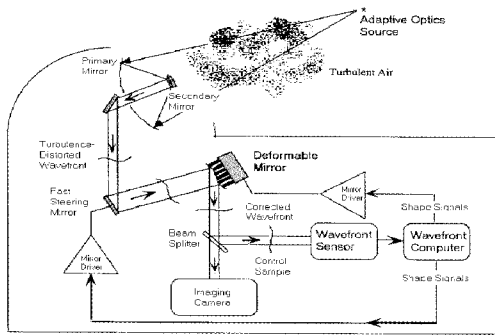 Adaptive Optics
Source
Primary
Mirror
Turbulent Air
Secondary
Mirror
Turbulence-
Distorted
Wavefront
Deformable
Mirror
Fast
Steering
Mirror
Mirror
Driver
Corrected
Wavefront
Shape Signals
Beam
Splitter
Wavefront
Sensor
Wavefront
Computer
Mirror
Driver
Control
Sample
Shape Signals
Imaging
Camera